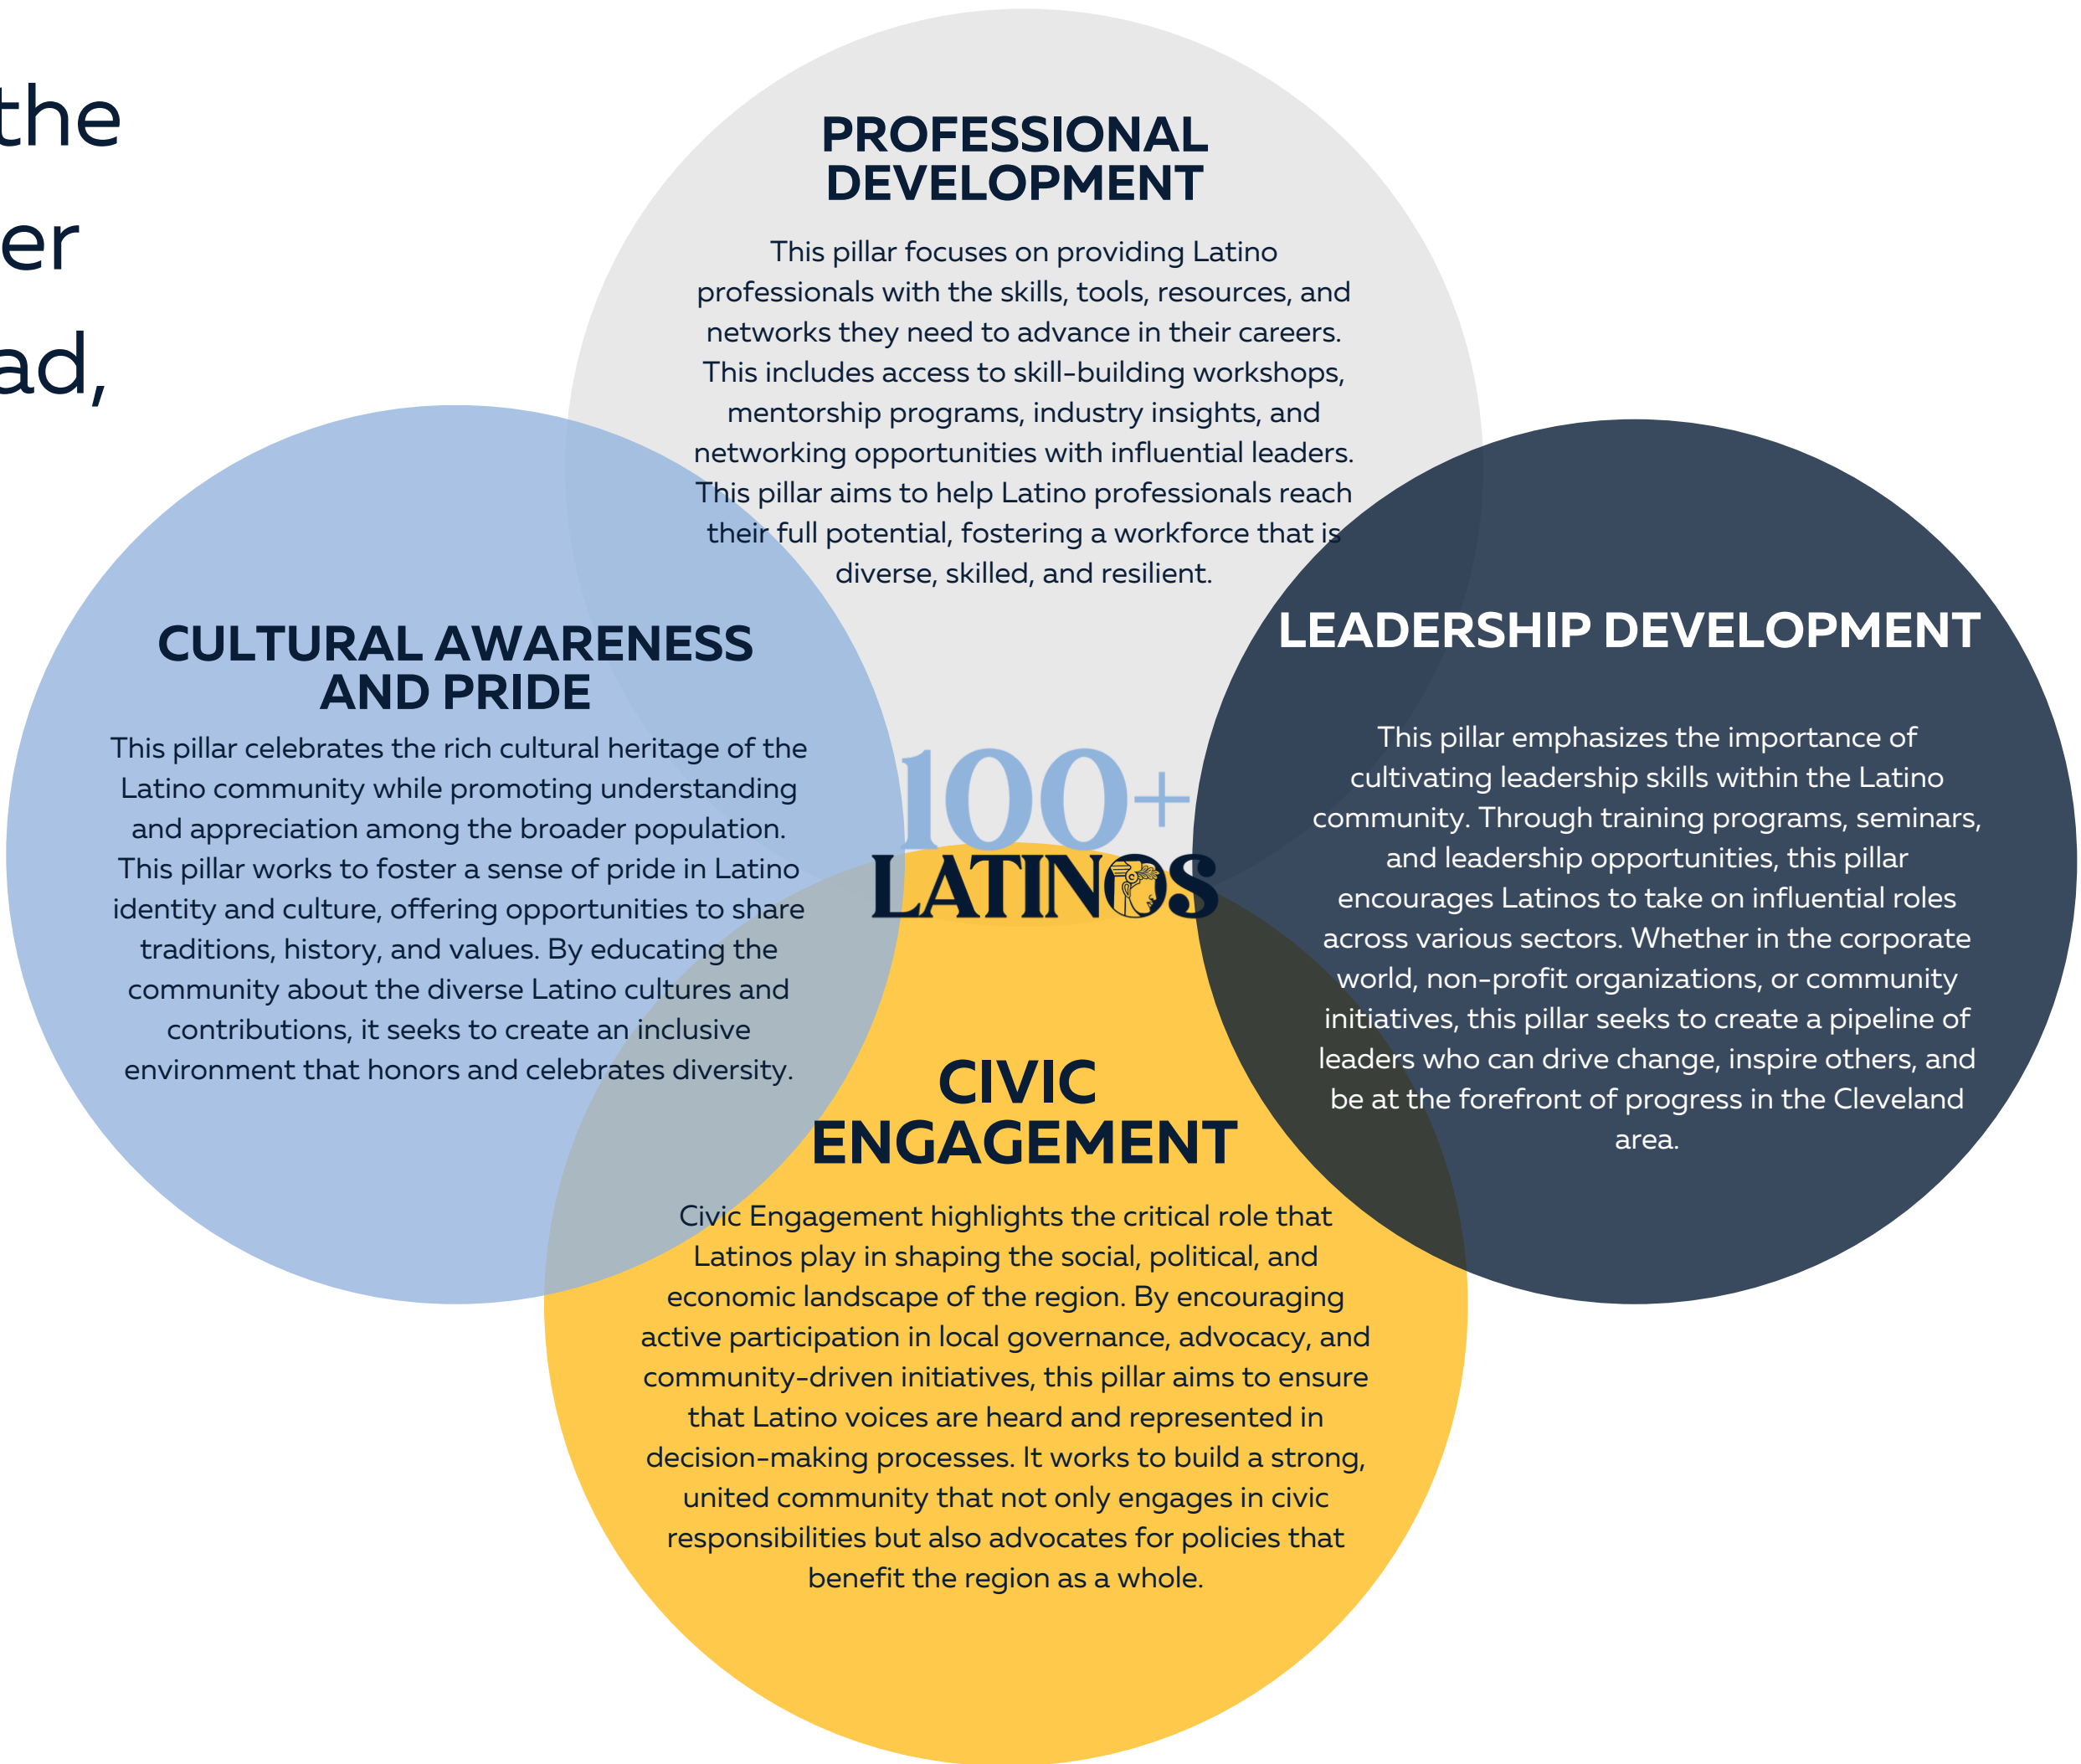 the
er
ad,
PROFESSIONAL
DEVELOPMENT
This pillar focuses on providing Latino
professionals with the skills, tools, resources, and
networks they need to advance in their careers.
This includes access to skill-building workshops,
mentorship programs, industry insights, and
networking opportunities with influential leaders.
This pillar aims to help Latino professionals reach
their full potential, fostering a workforce that is
diverse, skilled, and resilient.
CULTURAL AWARENESS
AND PRIDE
This pillar celebrates the rich cultural heritage of the
Latino community while promoting understanding
and appreciation among the broader population.
This pillar works to foster a sense of pride in Latino
identity and culture, offering opportunities to share
traditions, history, and values. By educating the
community about the diverse Latino cultures and
contributions, it seeks to create an inclusive
environment that honors and celebrates diversity.
100+
LATINOS
LEADERSHIP DEVELOPMENT
This pillar emphasizes the importance of
cultivating leadership skills within the Latino
community. Through training programs, seminars,
and leadership opportunities, this pillar
encourages Latinos to take on influential roles
across various sectors. Whether in the corporate
world, non-profit organizations, or community
initiatives, this pillar seeks to create a pipeline of
leaders who can drive change, inspire others, and
be at the forefront of progress in the Cleveland
area.
CIVIC
ENGAGEMENT
Civic Engagement highlights the critical role that
Latinos play in shaping the social, political, and
economic landscape of the region. By encouraging
active participation in local governance, advocacy, and
community-driven initiatives, this pillar aims to ensure
that Latino voices are heard and represented in
decision-making processes. It works to build a strong,
united community that not only engages in civic
responsibilities but also advocates for policies that
benefit the region as a whole.